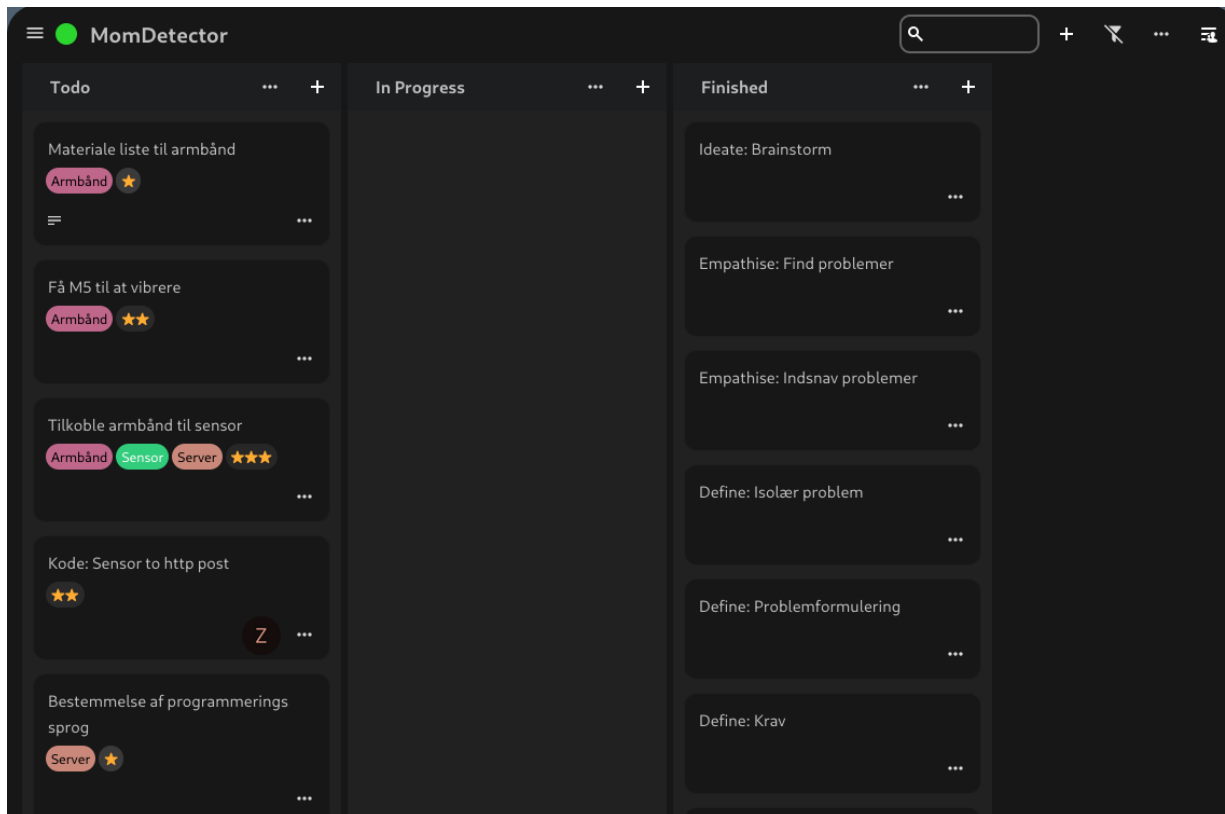 MomDetector
Todo
Materiale liste til armbånd
Armbånd
Få M5 til at vibrere
Armbånd
Tilkoble armbånd til sensor
Armbånd Sensor Server
Kode: Sensor to http post
Z
Bestemmelse af programmerings
sprog
Server
In Progress
Finished
Ideate: Brainstorm
Empathise: Find problemer
Empathise: Indsnav problemer
Define: Isolær problem
Define: Problemformulering
Define: Krav